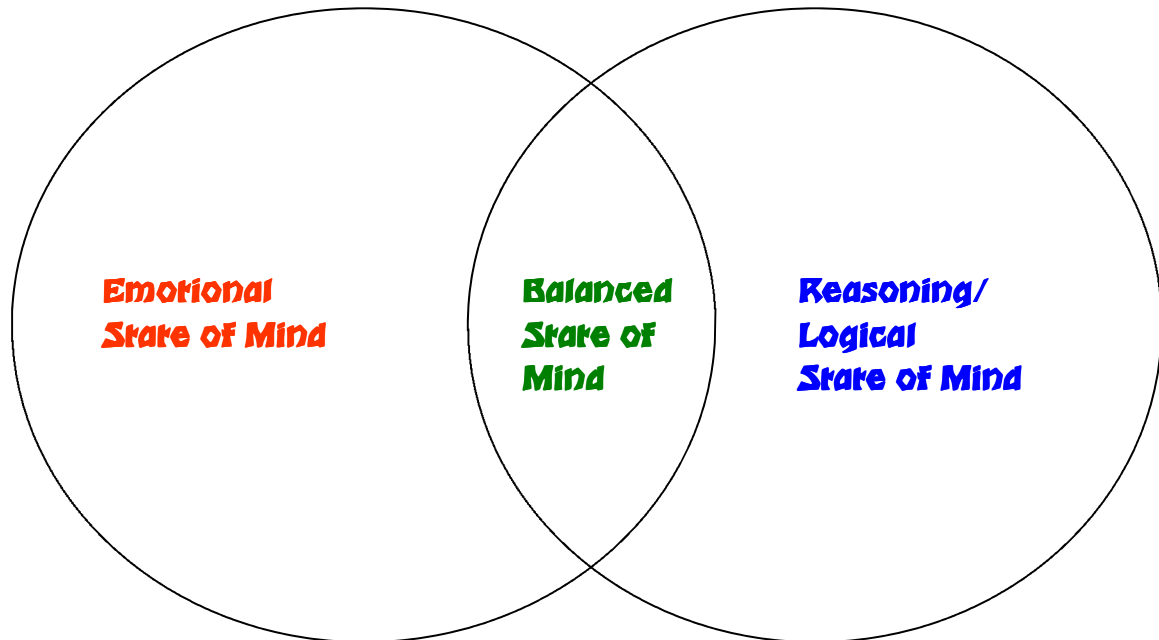 Emotional
State of Mind
Balanced
State of
Mind
Reasoning/
Logical
State of Mind